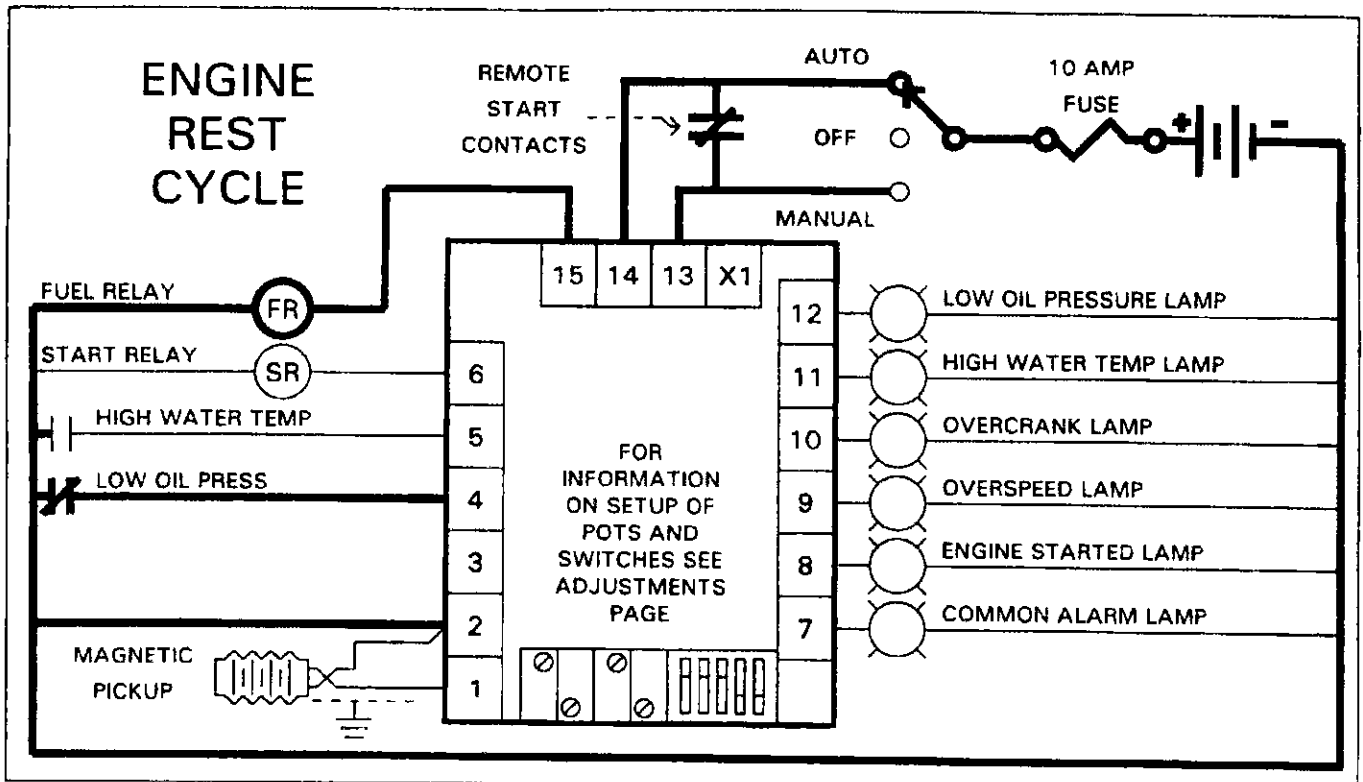 ENGINE
REST
CYCLE
REMOTE
START
CONTACTS
AUTO
OFF
MANUAL
10 AMP
FUSE
+
-
15 14 13 X1
FUEL RELAY
FR
START RELAY
SR
HIGH WATER TEMP
LOW OIL PRESS
MAGNETIC
PICKUP
6
5
4
3
2
1
FOR
INFORMATION
ON SETUP OF
POTS AND
SWITCHES SEE
ADJUSTMENTS
PAGE
12 LOW OIL PRESSURE LAMP
11 HIGH WATER TEMP LAMP
10 OVERCRANK LAMP
9 OVERSPEED LAMP
8 ENGINE STARTED LAMP
7 COMMON ALARM LAMP